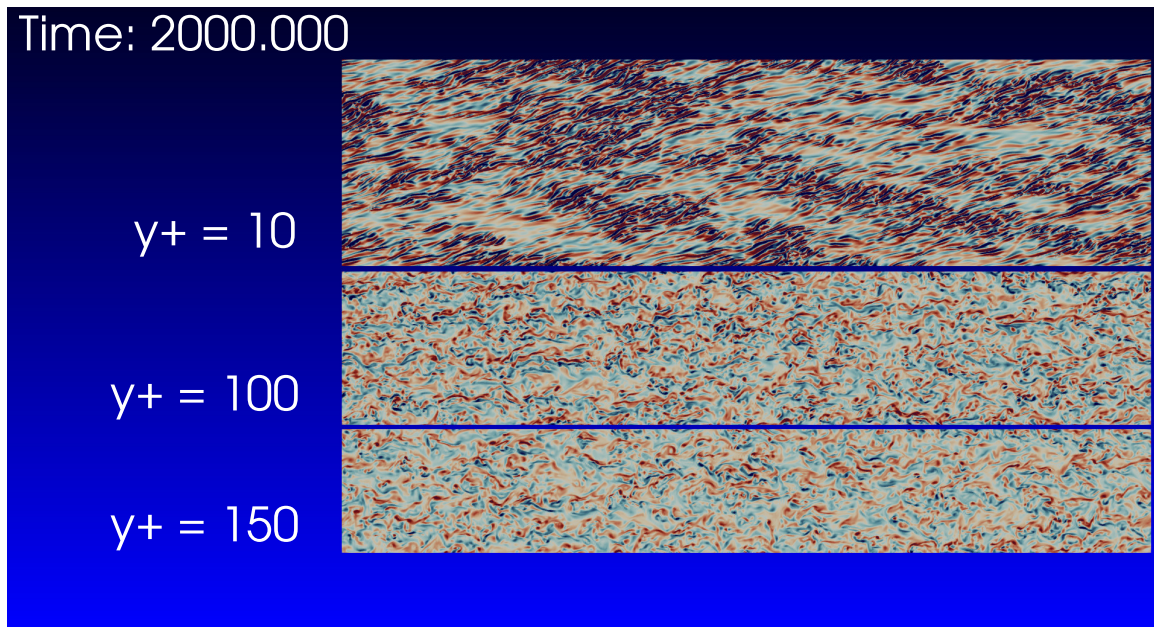 Time: 2000.000
y+ = 10
y+ = 100
y+ = 150